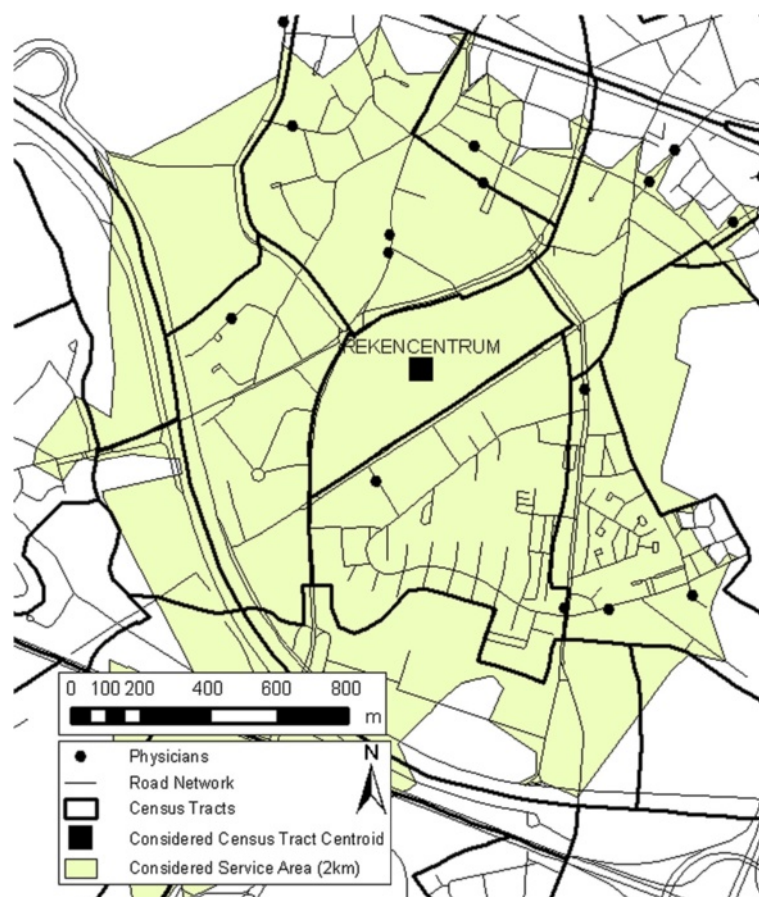 REKENCENTRUM
0 100 200 400 600 800
m
N
Physicians
Road Network
Census Tracts
Considered Census Tract Centroid
Considered Service Area (2km)